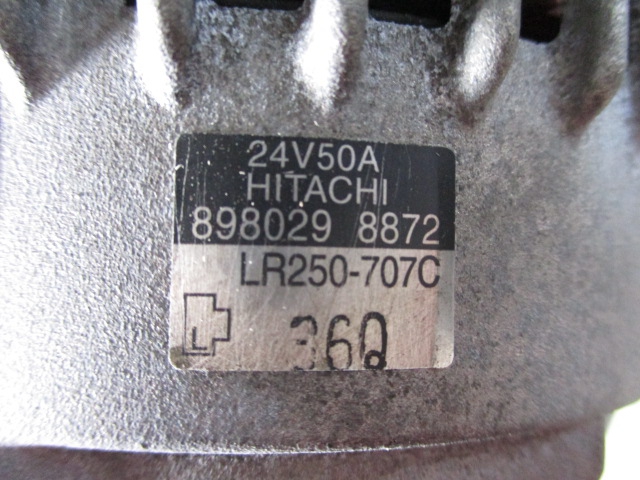 24V50A
HITACHI
898029 8872
LR250-707C
L
36Q